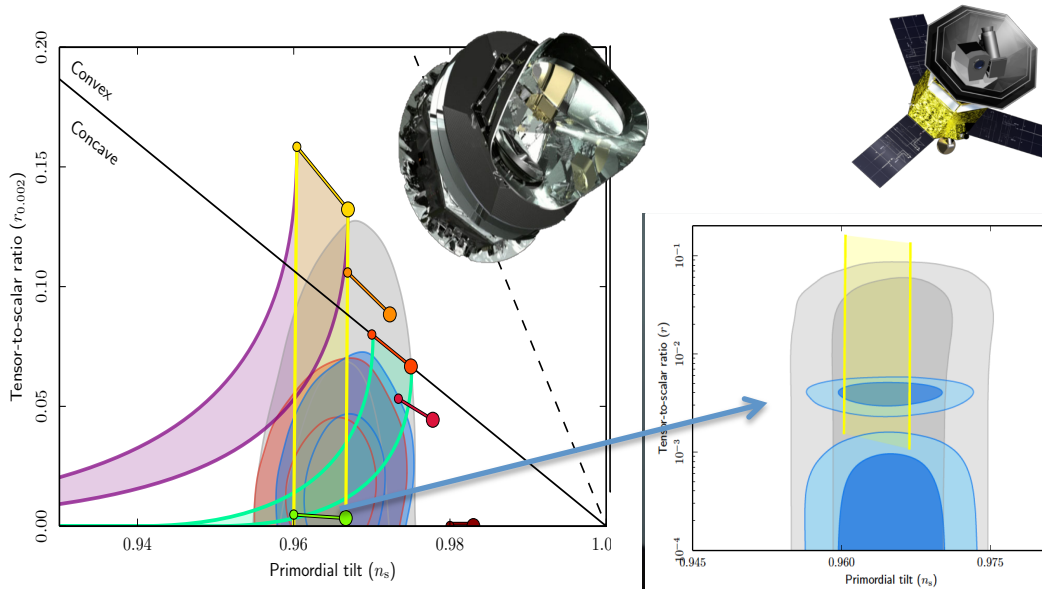 0.20
0.15
0.10
0.05
0.00
Tensor-to-scalar ratio (r0.002)
Convex
Concave
0.94
0.96
0.98
1.0
Primordial tilt (ns)
10−1
10−2
10−3
10−4
Tensor-to-scalar ratio (r)
0.945
0.960
0.975
Primordial tilt (ns)